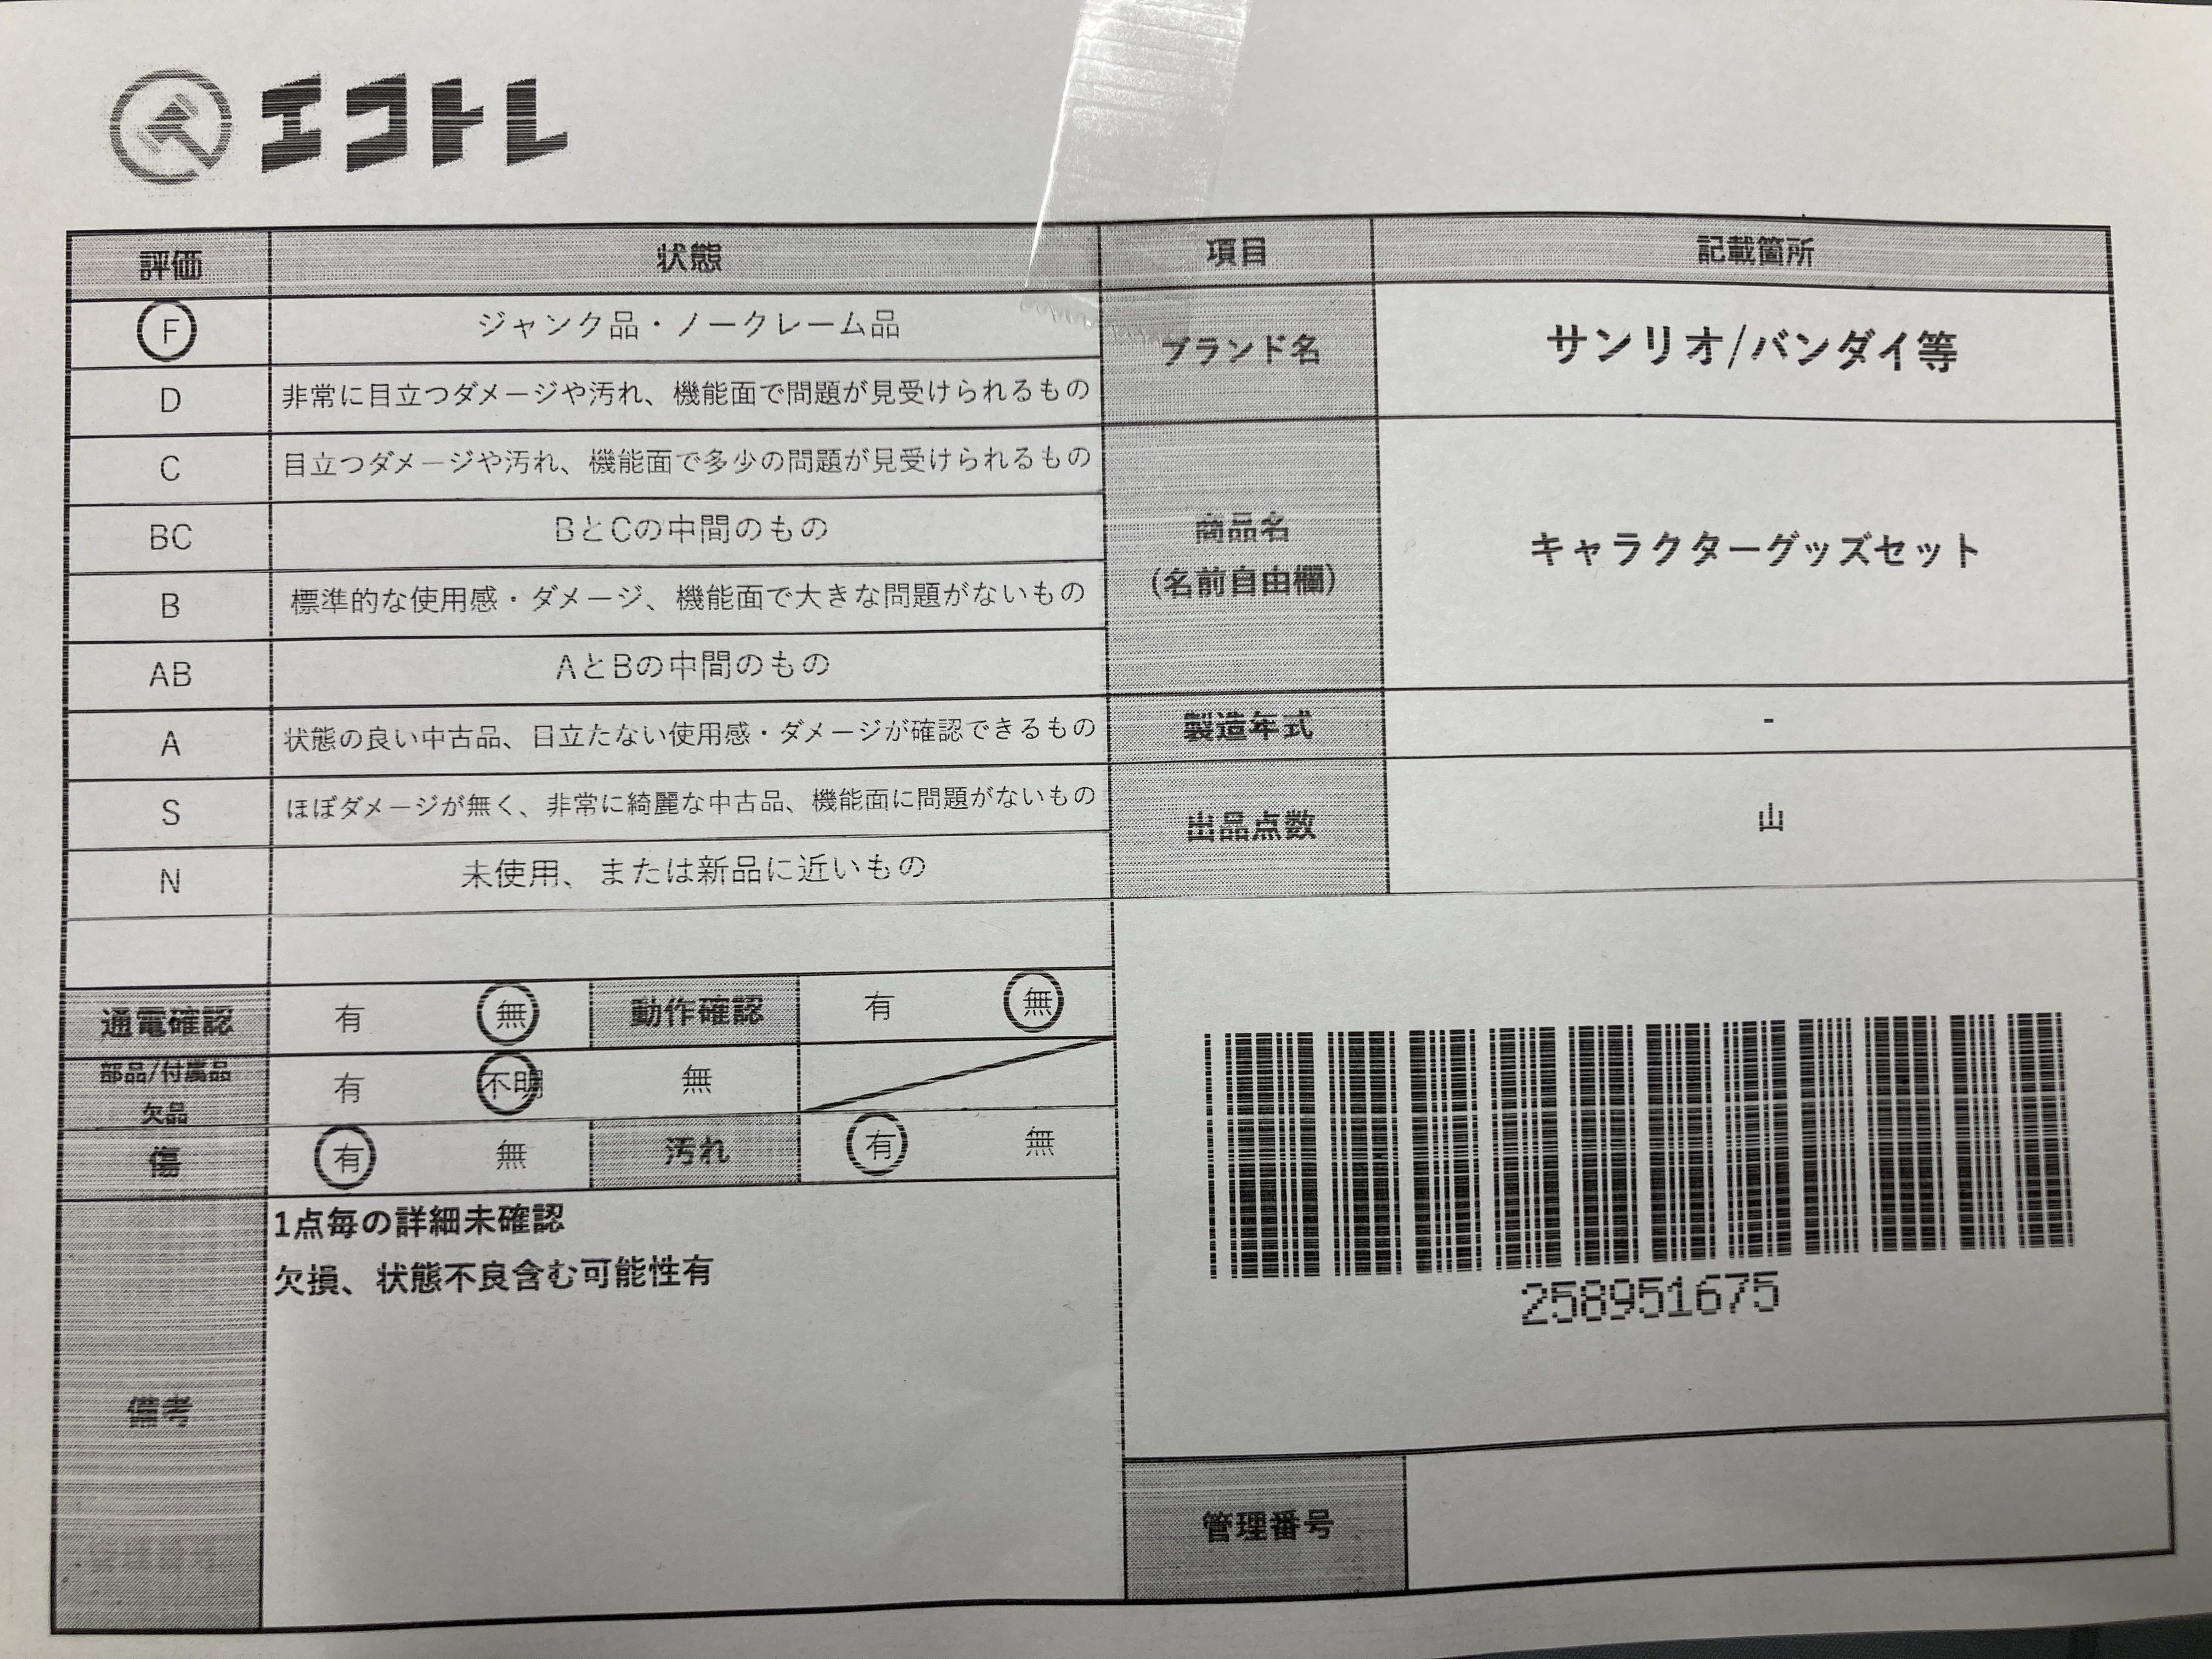 エコトレ
評価 状態 項目 記載箇所
F ジャンク品・ノークレーム品
ブランド名 サンリオ/バンダイ等
D 非常に目立つダメージや汚れ、機能面で問題が見受けられるもの
C 目立つダメージや汚れ、機能面で多少の問題が見受けられるもの
BC BとCの中間のもの
商品名
(名前自由欄)
キャラクターグッズセット
B 標準的な使用感・ダメージ、機能面で大きな問題がないもの
AB AとBの中間のもの
A 状態の良い中古品、目立たない使用感・ダメージが確認できるもの
製造年式 -
S ほぼダメージが無く、非常に綺麗な中古品、機能面に問題がないもの
出品点数 山
N 未使用、または新品に近いもの
通電確認 有 無 動作確認 有 無
部品/付属品
欠品
有 不明 無
傷 有 無 汚れ 有 無
備考
1点毎の詳細未確認
欠損、状態不良含む可能性有
258951675
管理番号